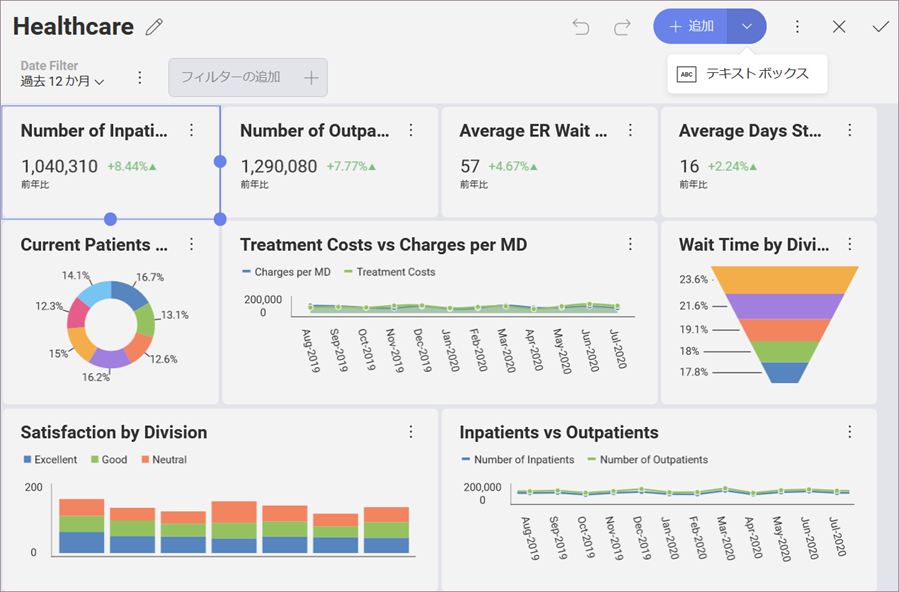 Healthcare
追加
ABC テキスト ボックス
Date Filter
過去 12 か月
フィルターの追加
Number of Inpati...
1,040,310 +8.44%
前年比
Number of Outpa...
1,290,080 +7.77%
前年比
Average ER Wait ...
57 +4.67%
前年比
Average Days St...
16 +2.24%
前年比
Current Patients ...
14.1%
16.7%
12.3%
13.1%
15%
12.6%
16.2%
Treatment Costs vs Charges per MD
Charges per MD Treatment Costs
200,000
0
Aug-2019 Sep-2019 Oct-2019 Nov-2019 Dec-2019 Jan-2020 Feb-2020 Mar-2020 Apr-2020 May-2020 Jun-2020 Jul-2020
Wait Time by Divi...
23.6%
21.6%
19.1%
18%
17.8%
Satisfaction by Division
Excellent Good Neutral
200
0
Inpatients vs Outpatients
Number of Inpatients Number of Outpatients
200,000
0
Aug-2019 Sep-2019 Oct-2019 Nov-2019 Dec-2019 Jan-2020 Feb-2020 Mar-2020 Apr-2020 May-2020 Jun-2020 Jul-2020